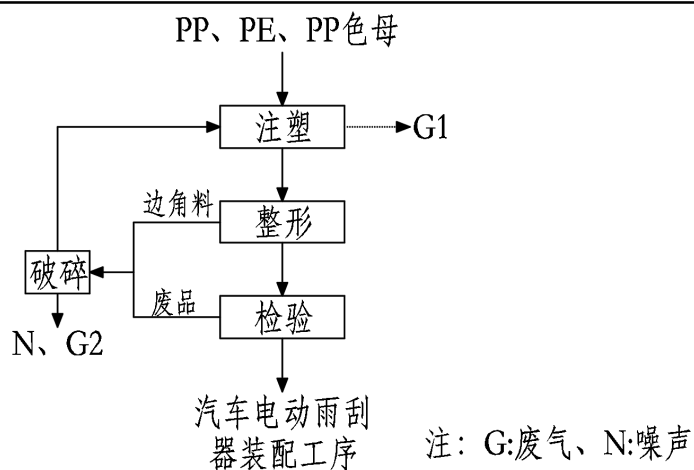 PP、PE、PP色母
注塑
G1
边角料
整形
破碎
废品
检验
N、G2
汽车电动雨刮
器装配工序
注：G:废气、N:噪声